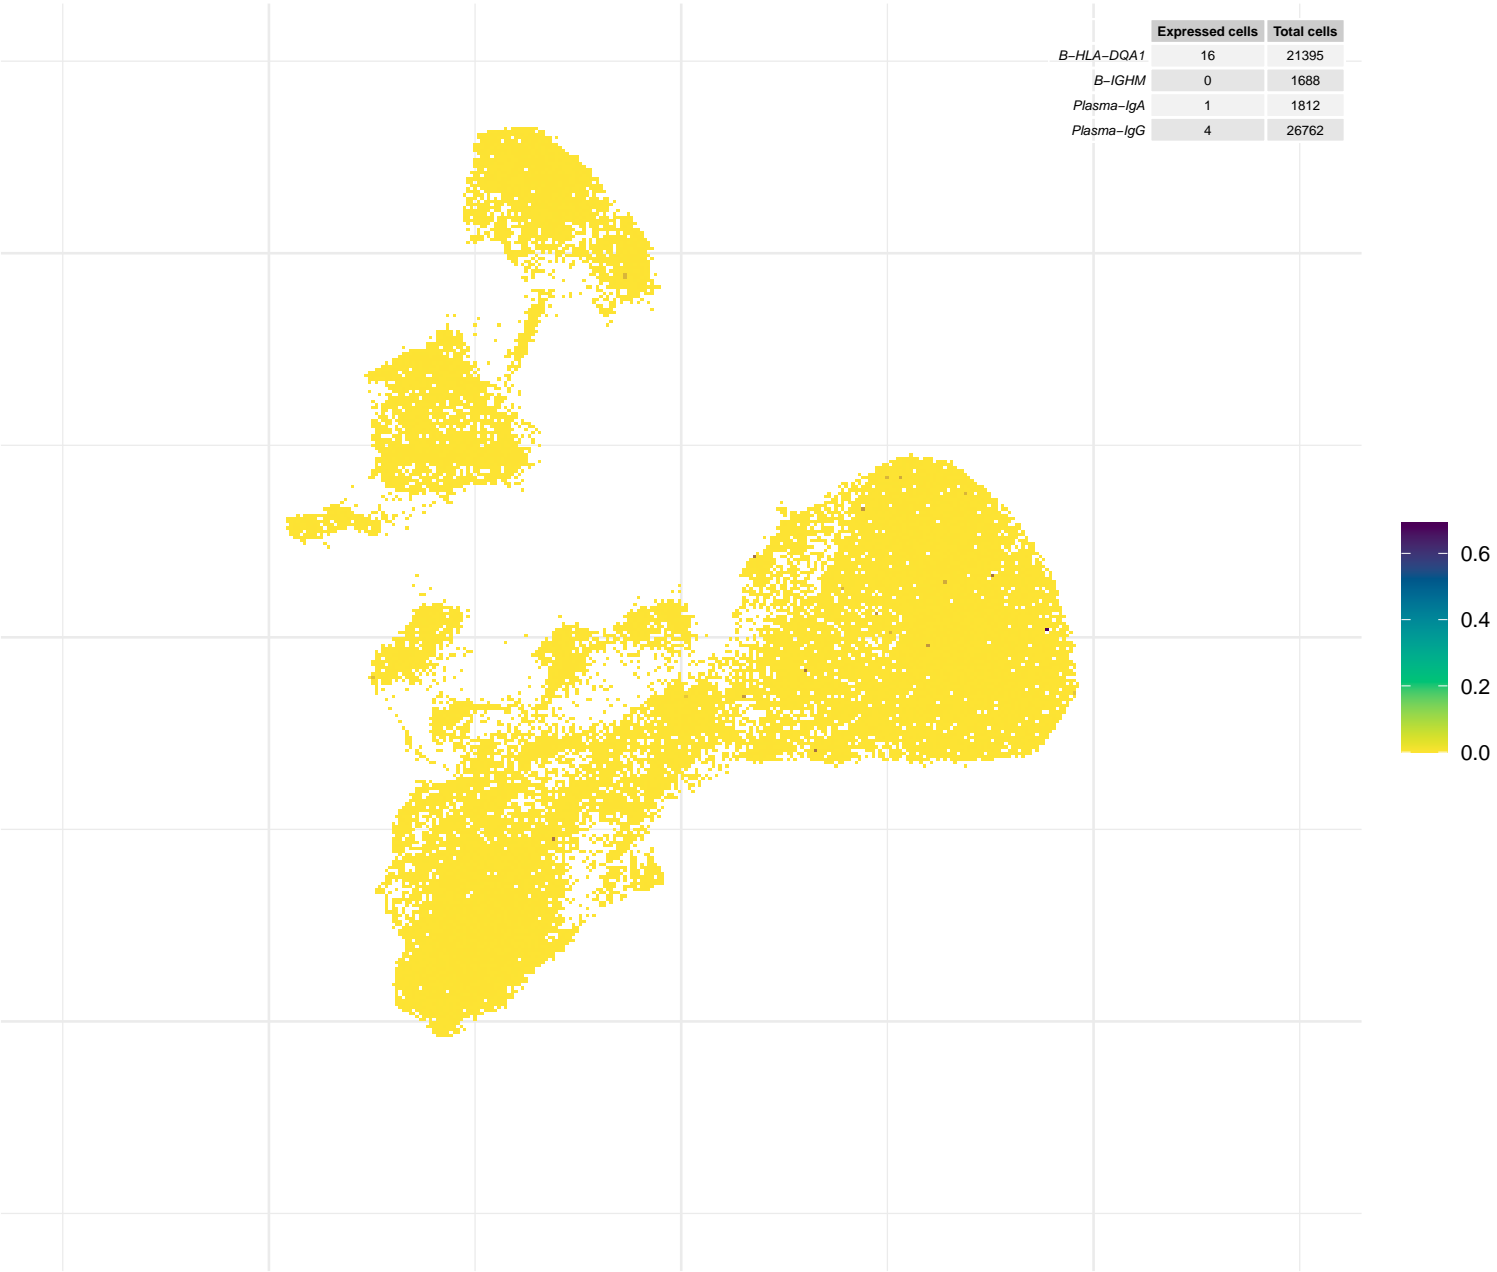 Expressed cells Total cells
B−HLA−DQA1 16 21395
B−IGHM 0 1688
Plasma−IgA 1 1812
Plasma−IgG 4 26762
0.6
0.4
0.2
0.0